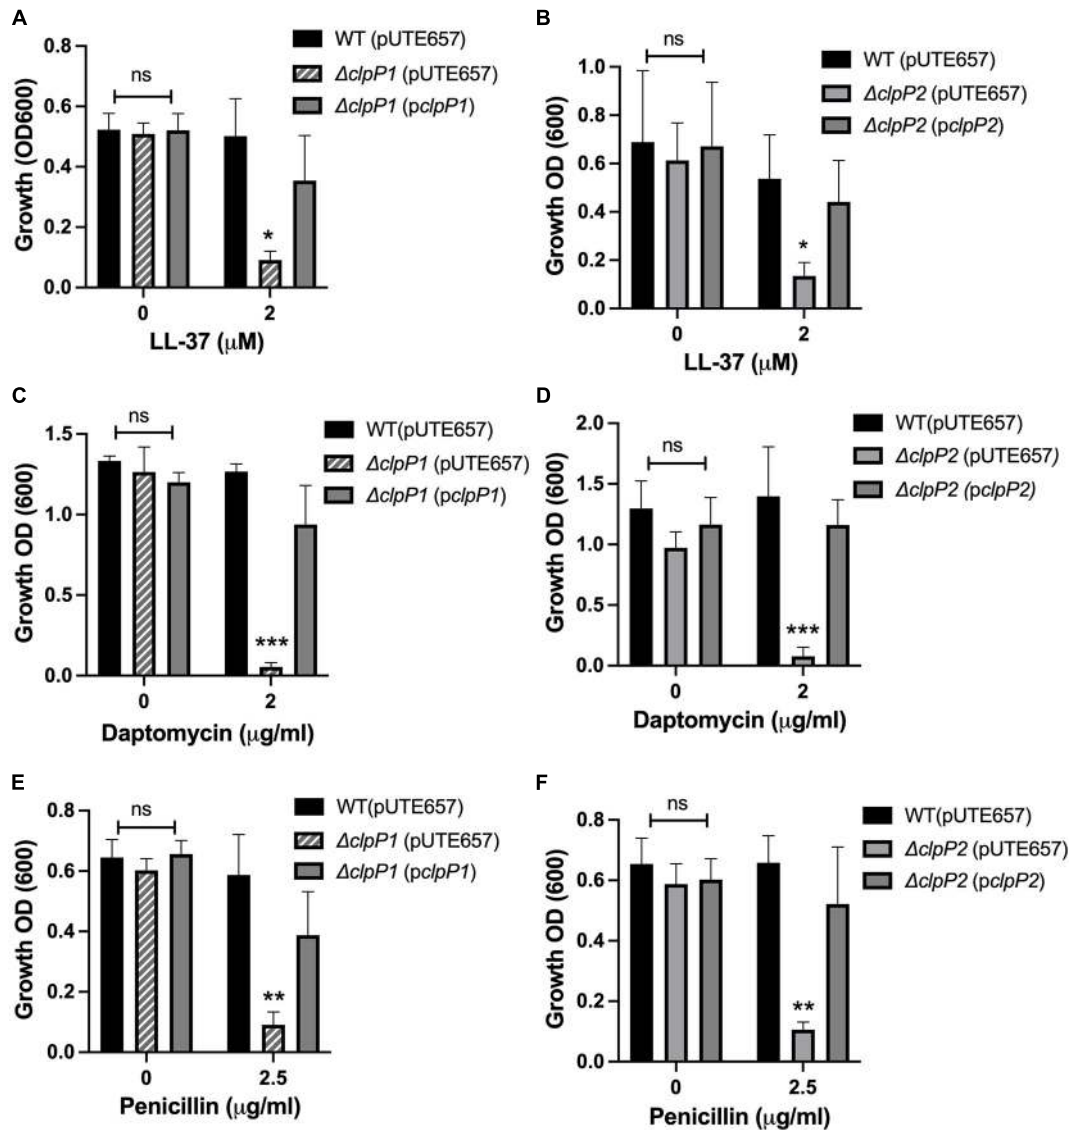 A
WT (pUTE657)
ΔclpP1 (pUTE657)
ΔclpP1 (pclpP1)
ns
*
Growth (OD600)
0.8
0.6
0.4
0.2
0.0
0
2
LL-37 (μM)
B
WT (pUTE657)
ΔclpP2 (pUTE657)
ΔclpP2 (pclpP2)
ns
*
Growth OD (600)
1.0
0.8
0.6
0.4
0.2
0.0
0
2
LL-37 (μM)
C
WT(pUTE657)
ΔclpP1 (pUTE657)
ΔclpP1 (pclpP1)
ns
***
Growth OD (600)
1.5
1.0
0.5
0.0
0
2
Daptomycin (μg/ml)
D
WT(pUTE657)
ΔclpP2 (pUTE657)
ΔclpP2 (pclpP2)
ns
***
Growth OD (600)
2.0
1.5
1.0
0.5
0.0
0
2
Daptomycin (μg/ml)
E
WT(pUTE657)
ΔclpP1 (pUTE657)
ΔclpP1 (pclpP1)
ns
**
Growth OD (600)
0.8
0.6
0.4
0.2
0.0
0
2.5
Penicillin (μg/ml)
F
WT(pUTE657)
ΔclpP2 (pUTE657)
ΔclpP2 (pclpP2)
ns
**
Growth OD (600)
0.8
0.6
0.4
0.2
0.0
0
2.5
Penicillin (μg/ml)